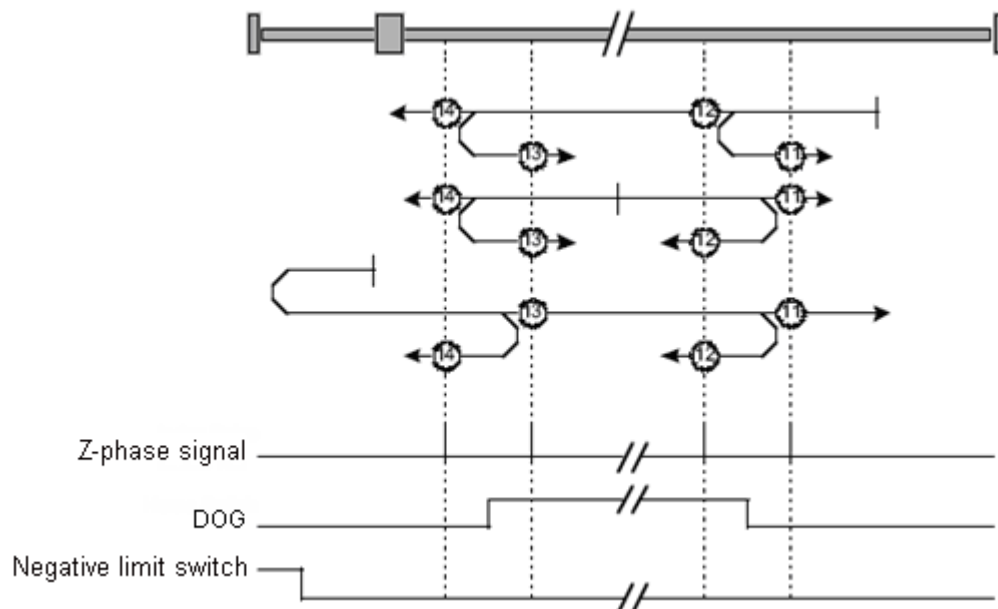 14 12
13 11
14 11
13 12
13 11
14 12
Z-phase signal
DOG
Negative limit switch